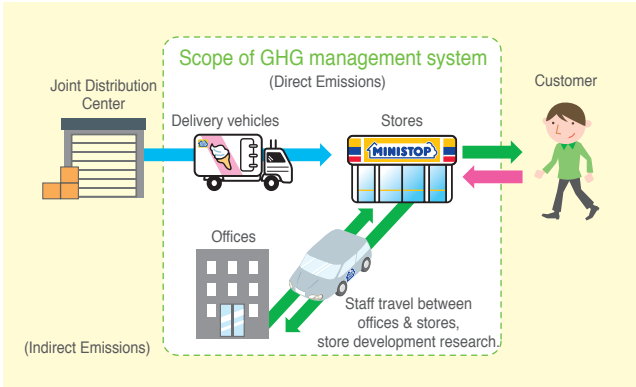 Scope of GHG management system
(Direct Emissions)
Joint Distribution
Center
Delivery vehicles
Stores
Customer
MINISTOP
Offices
Staff travel between
offices & stores,
store development research.
(Indirect Emissions)